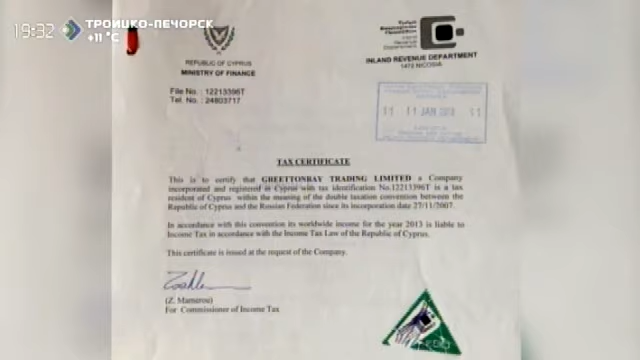 19:32
ТРОИЦКО-ПЕЧОРСК
+11 °C
REPUBLIC OF CYPRUS
MINISTRY OF FINANCE
File No. : 12213396T
Tel. No. : 24803717
Inland
Revenue
Department
INLAND REVENUE DEPARTMENT
1472 NICOSIA
11 11 JAN 11
TAX CERTIFICATE
This is to certify that GREETTONBAY TRADING LIMITED a Company
incorporated and registered in Cyprus with tax identification No.12213396T is a tax
resident of Cyprus within the meaning of the double taxation convention between the
Republic of Cyprus and the Russian Federation since its incorporation date 27/11/2007.
In accordance with this convention its worldwide income for the year 2013 is liable to
Income Tax in accordance with the Income Tax Law of the Republic of Cyprus.
This certificate is issued at the request of the Company.
For Commissioner of Income Tax